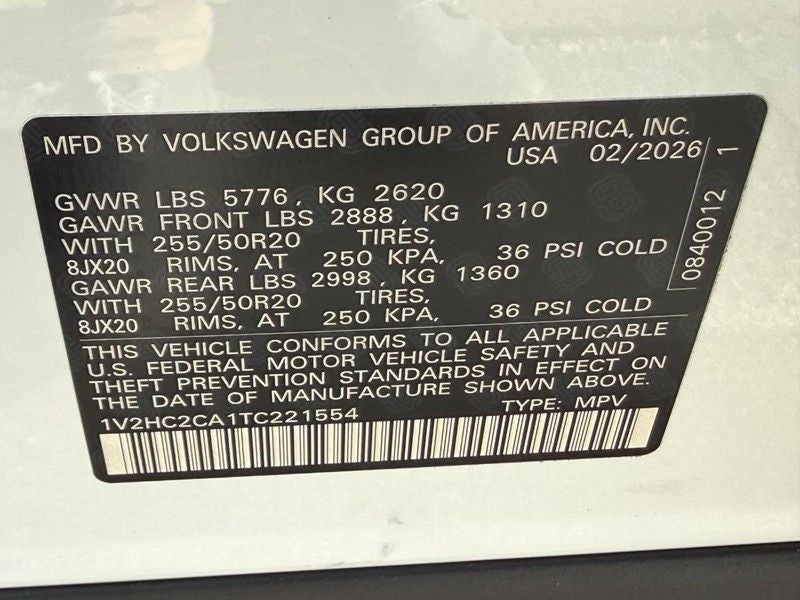 MFD BY VOLKSWAGEN GROUP OF AMERICA, INC.
USA 02/2026
GVWR LBS 5776, KG 2620
GAWR FRONT LBS 2888, KG 1310
WITH 255/50R20 TIRES,
8JX20 RIMS, AT 250 KPA, 36 PSI COLD
GAWR REAR LBS 2998, KG 1360
WITH 255/50R20 TIRES,
8JX20 RIMS, AT 250 KPA, 36 PSI COLD
THIS VEHICLE CONFORMS TO ALL APPLICABLE
U.S. FEDERAL MOTOR VEHICLE SAFETY AND
THEFT PREVENTION STANDARDS IN EFFECT ON
THE DATE OF MANUFACTURE SHOWN ABOVE.
1V2HC2CA1TC221554 TYPE: MPV
0840012 1